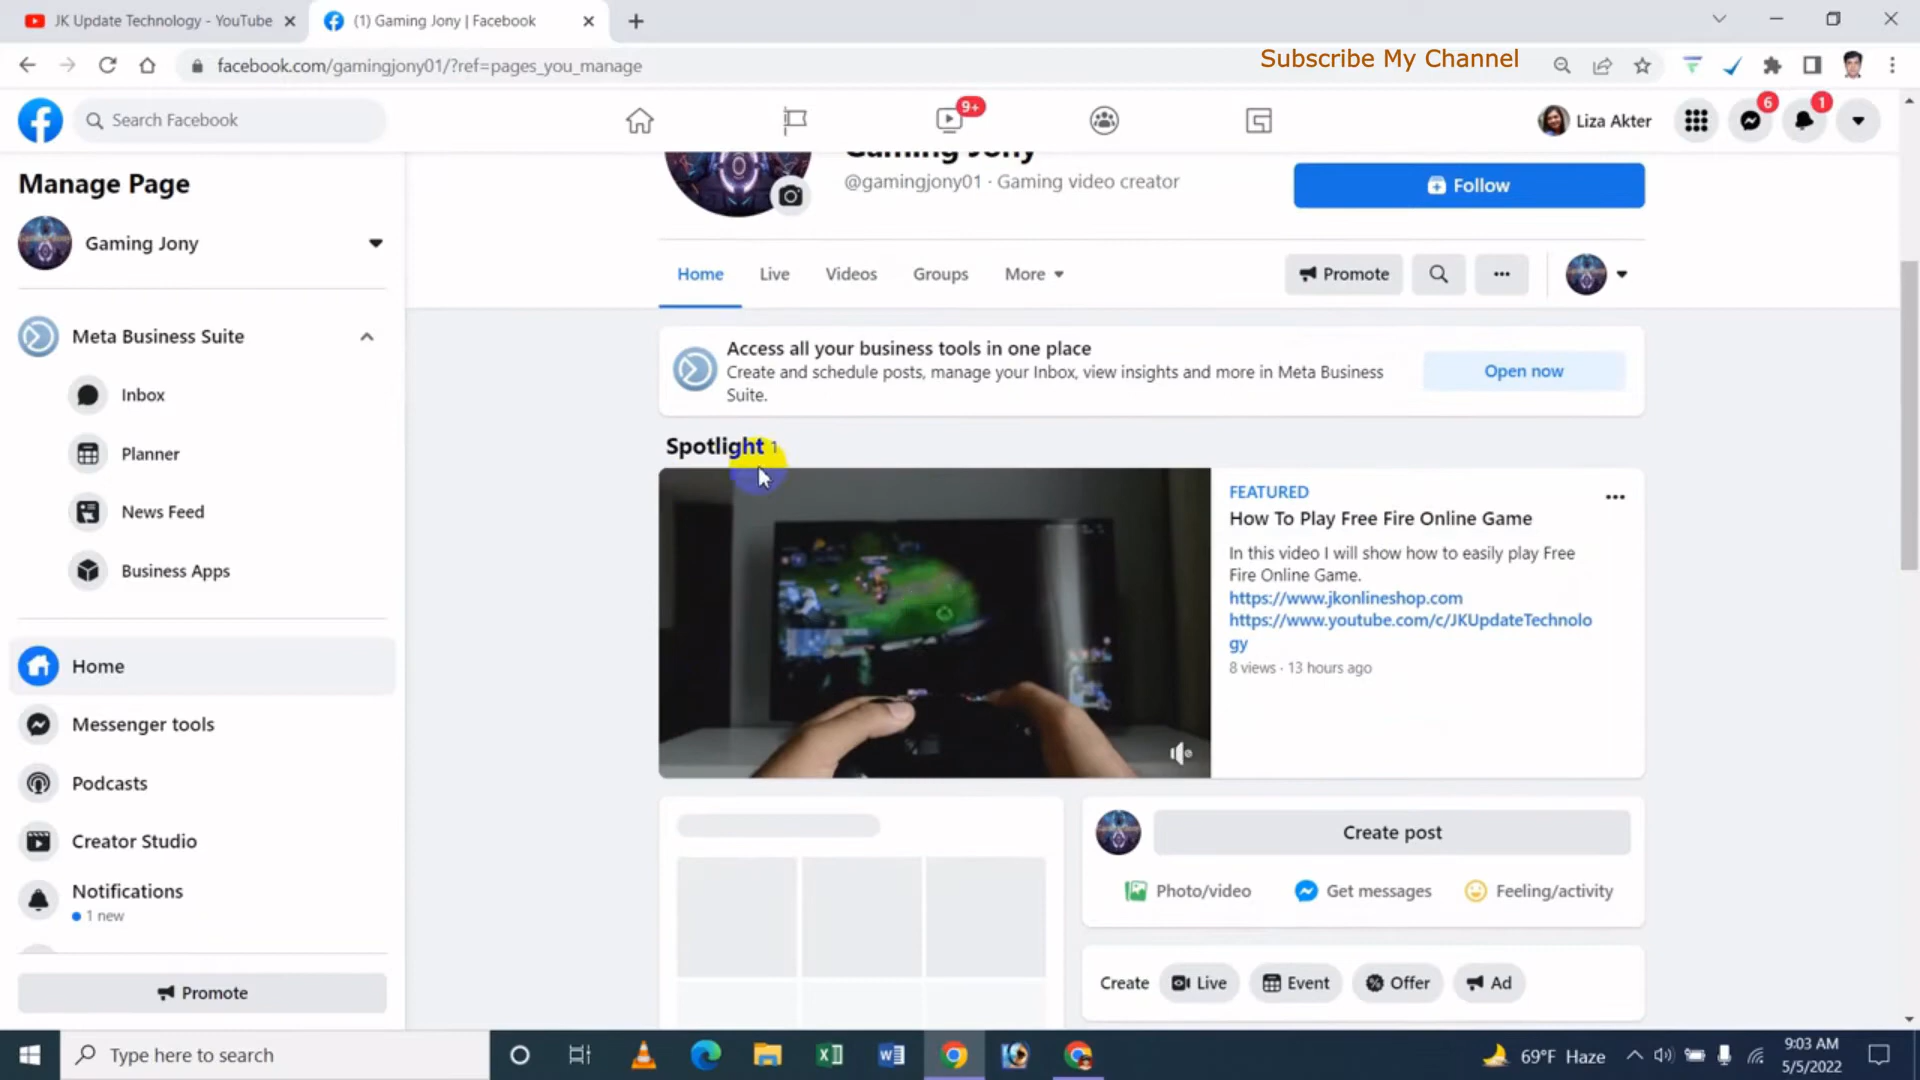 JK Update Technology - YouTube
(1) Gaming Jony | Facebook
facebook.com/gamingjony01/?ref=pages_you_manage
Subscribe My Channel
Search Facebook
9+
Liza Akter
6
1
Manage Page
Gaming Jony
Meta Business Suite
Inbox
Planner
News Feed
Business Apps
Home
Messenger tools
Podcasts
Creator Studio
Notifications
1 new
Promote
Gaming Jony
@gamingjony01 · Gaming video creator
Follow
Home
Live
Videos
Groups
More
Promote
Access all your business tools in one place
Create and schedule posts, manage your Inbox, view insights and more in Meta Business
Suite.
Open now
Spotlight 1
FEATURED
How To Play Free Fire Online Game
In this video I will show how to easily play Free
Fire Online Game.
https://www.jkonlineshop.com
https://www.youtube.com/c/JKUpdateTechnolo
gy
8 views · 13 hours ago
Create post
Photo/video
Get messages
Feeling/activity
Create
Live
Event
Offer
Ad
Type here to search
69°F Haze
9:03 AM
5/5/2022